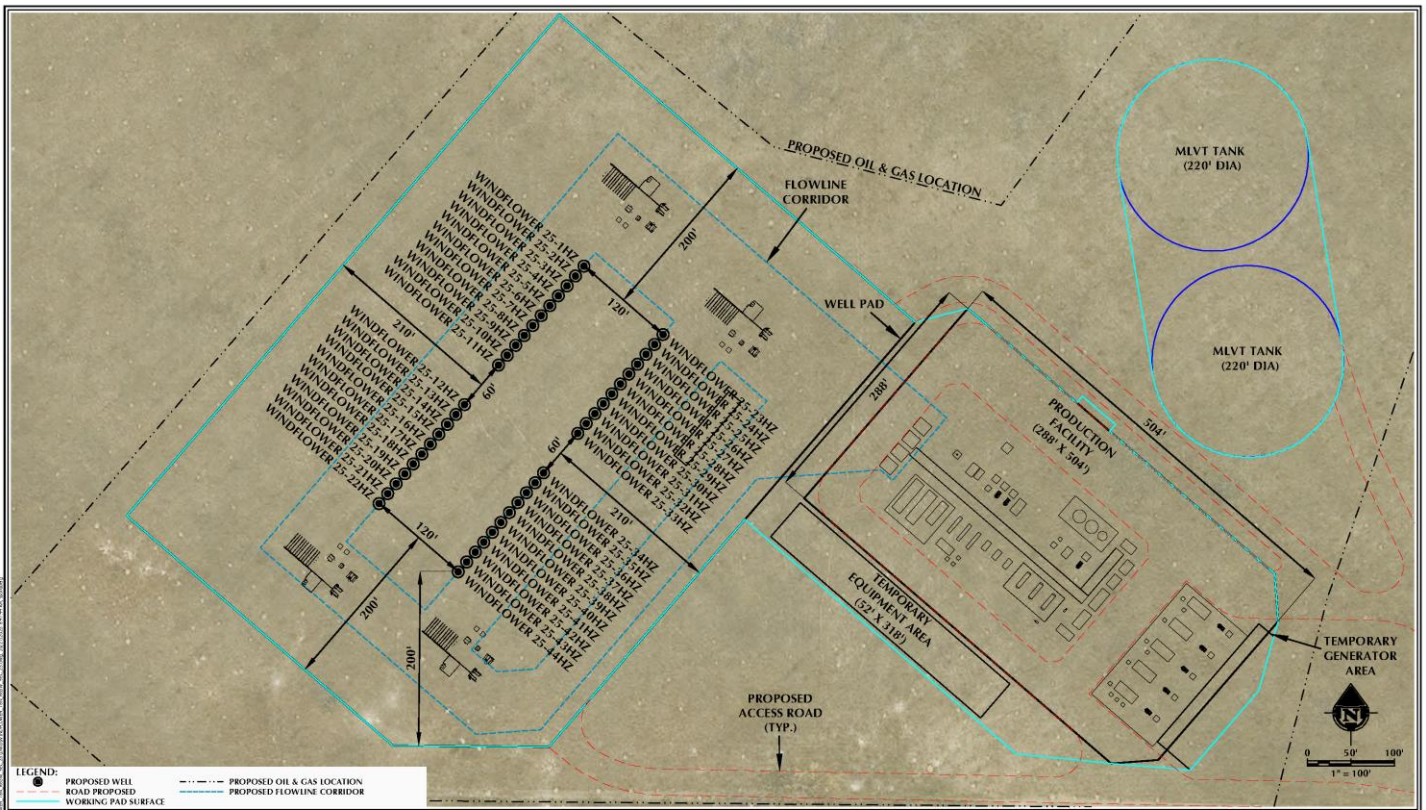 PROPOSED OIL & GAS LOCATION
FLOWLINE
CORRIDOR
MLVT TANK
(220' DIA)
MLVT TANK
(220' DIA)
WINDFLOWER 25-1HZ
WINDFLOWER 25-2HZ
WINDFLOWER 25-3HZ
WINDFLOWER 25-4HZ
WINDFLOWER 25-5HZ
WINDFLOWER 25-6HZ
WINDFLOWER 25-7HZ
WINDFLOWER 25-8HZ
WINDFLOWER 25-9HZ
WINDFLOWER 25-10HZ
WINDFLOWER 25-11HZ
200'
120'
210'
60'
WELL PAD
WINDFLOWER 25-12HZ
WINDFLOWER 25-13HZ
WINDFLOWER 25-14HZ
WINDFLOWER 25-15HZ
WINDFLOWER 25-16HZ
WINDFLOWER 25-17HZ
WINDFLOWER 25-18HZ
WINDFLOWER 25-19HZ
WINDFLOWER 25-20HZ
WINDFLOWER 25-21HZ
WINDFLOWER 25-22HZ
WINDFLOWER 25-23HZ
WINDFLOWER 25-24HZ
WINDFLOWER 25-25HZ
WINDFLOWER 25-26HZ
WINDFLOWER 25-27HZ
WINDFLOWER 25-28HZ
WINDFLOWER 25-29HZ
WINDFLOWER 25-30HZ
WINDFLOWER 25-31HZ
WINDFLOWER 25-32HZ
WINDFLOWER 25-33HZ
60'
210'
288'
504'
PRODUCTION
FACILITY
(288' X 504')
WINDFLOWER 25-34HZ
WINDFLOWER 25-35HZ
WINDFLOWER 25-36HZ
WINDFLOWER 25-37HZ
WINDFLOWER 25-38HZ
WINDFLOWER 25-39HZ
WINDFLOWER 25-40HZ
WINDFLOWER 25-41HZ
WINDFLOWER 25-42HZ
WINDFLOWER 25-43HZ
WINDFLOWER 25-44HZ
120'
200'
200'
TEMPORARY
EQUIPMENT AREA
(52' X 318')
TEMPORARY
GENERATOR
AREA
PROPOSED
ACCESS ROAD
(TYP.)
N
0 50' 100'
1" = 100'
LEGEND:
PROPOSED WELL
ROAD PROPOSED
WORKING PAD SURFACE
PROPOSED OIL & GAS LOCATION
PROPOSED FLOWLINE CORRIDOR